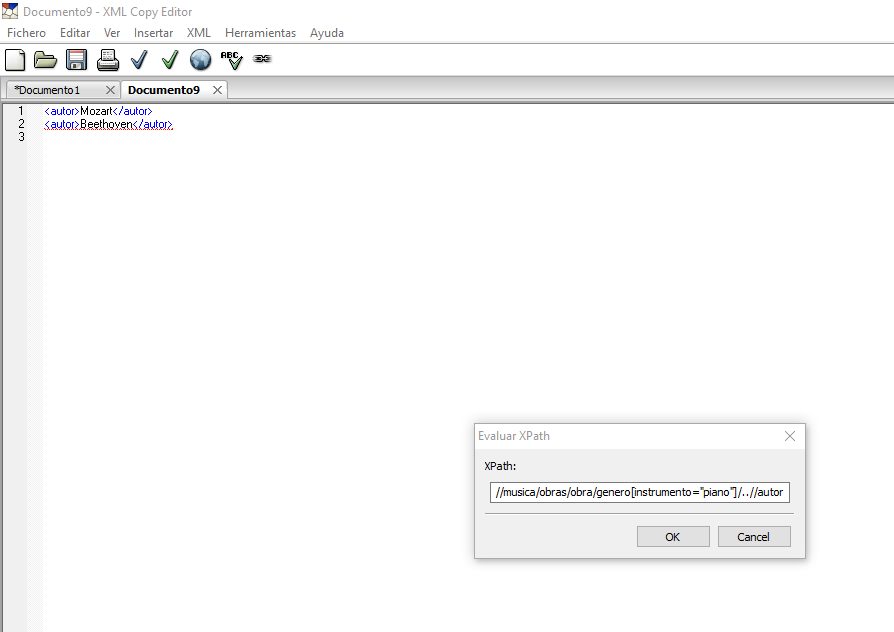 Documento9 - XML Copy Editor
Fichero Editar Ver Insertar XML Herramientas Ayuda
ABC
*Documento1 Documento9
1 <autor>Mozart</autor>
2 <autor>Beethoven</autor>
3
Evaluar XPath
XPath:
//musica/obras/obra/genero[instrumento="piano"]/..//autor
OK Cancel